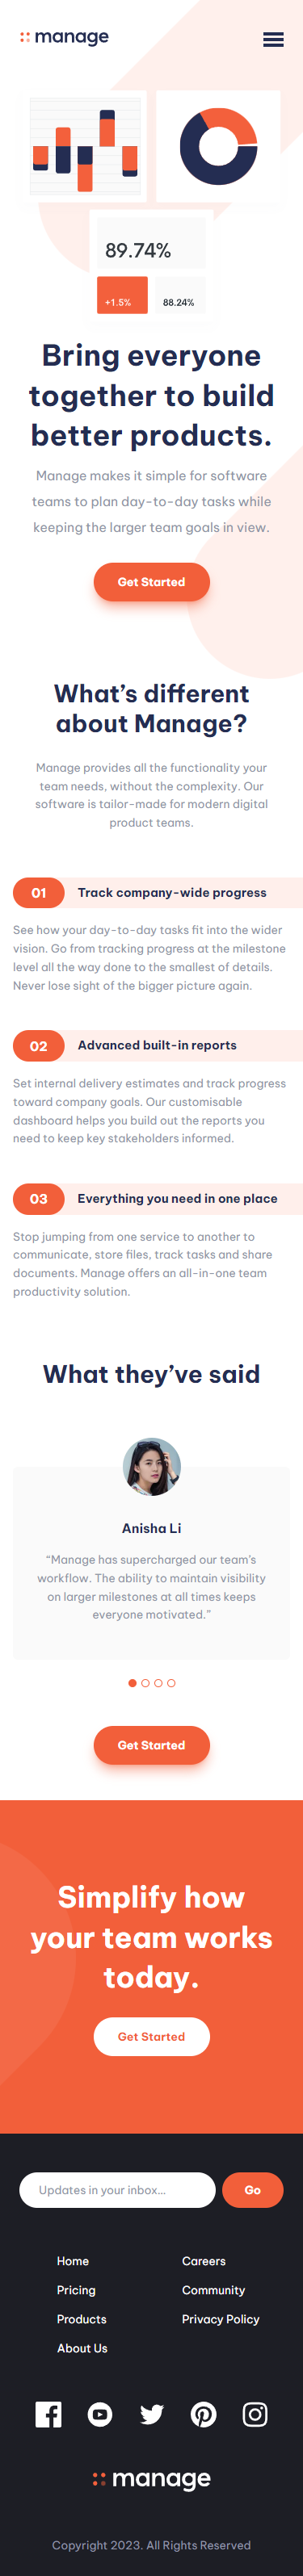 manage
89.74%
+1.5%
88.24%
Bring everyone
together to build
better products.
Manage makes it simple for software
teams to plan day-to-day tasks while
keeping the larger team goals in view.
Get Started
What’s different
about Manage?
Manage provides all the functionality your
team needs, without the complexity. Our
software is tailor-made for modern digital
product teams.
01 Track company-wide progress
See how your day-to-day tasks fit into the wider
vision. Go from tracking progress at the milestone
level all the way done to the smallest of details.
Never lose sight of the bigger picture again.
02 Advanced built-in reports
Set internal delivery estimates and track progress
toward company goals. Our customisable
dashboard helps you build out the reports you
need to keep key stakeholders informed.
03 Everything you need in one place
Stop jumping from one service to another to
communicate, store files, track tasks and share
documents. Manage offers an all-in-one team
productivity solution.
What they’ve said
Anisha Li
“Manage has supercharged our team’s
workflow. The ability to maintain visibility
on larger milestones at all times keeps
everyone motivated.”
Get Started
Simplify how
your team works
today.
Get Started
Updates in your inbox... Go
Home Careers
Pricing Community
Products Privacy Policy
About Us
manage
Copyright 2023. All Rights Reserved